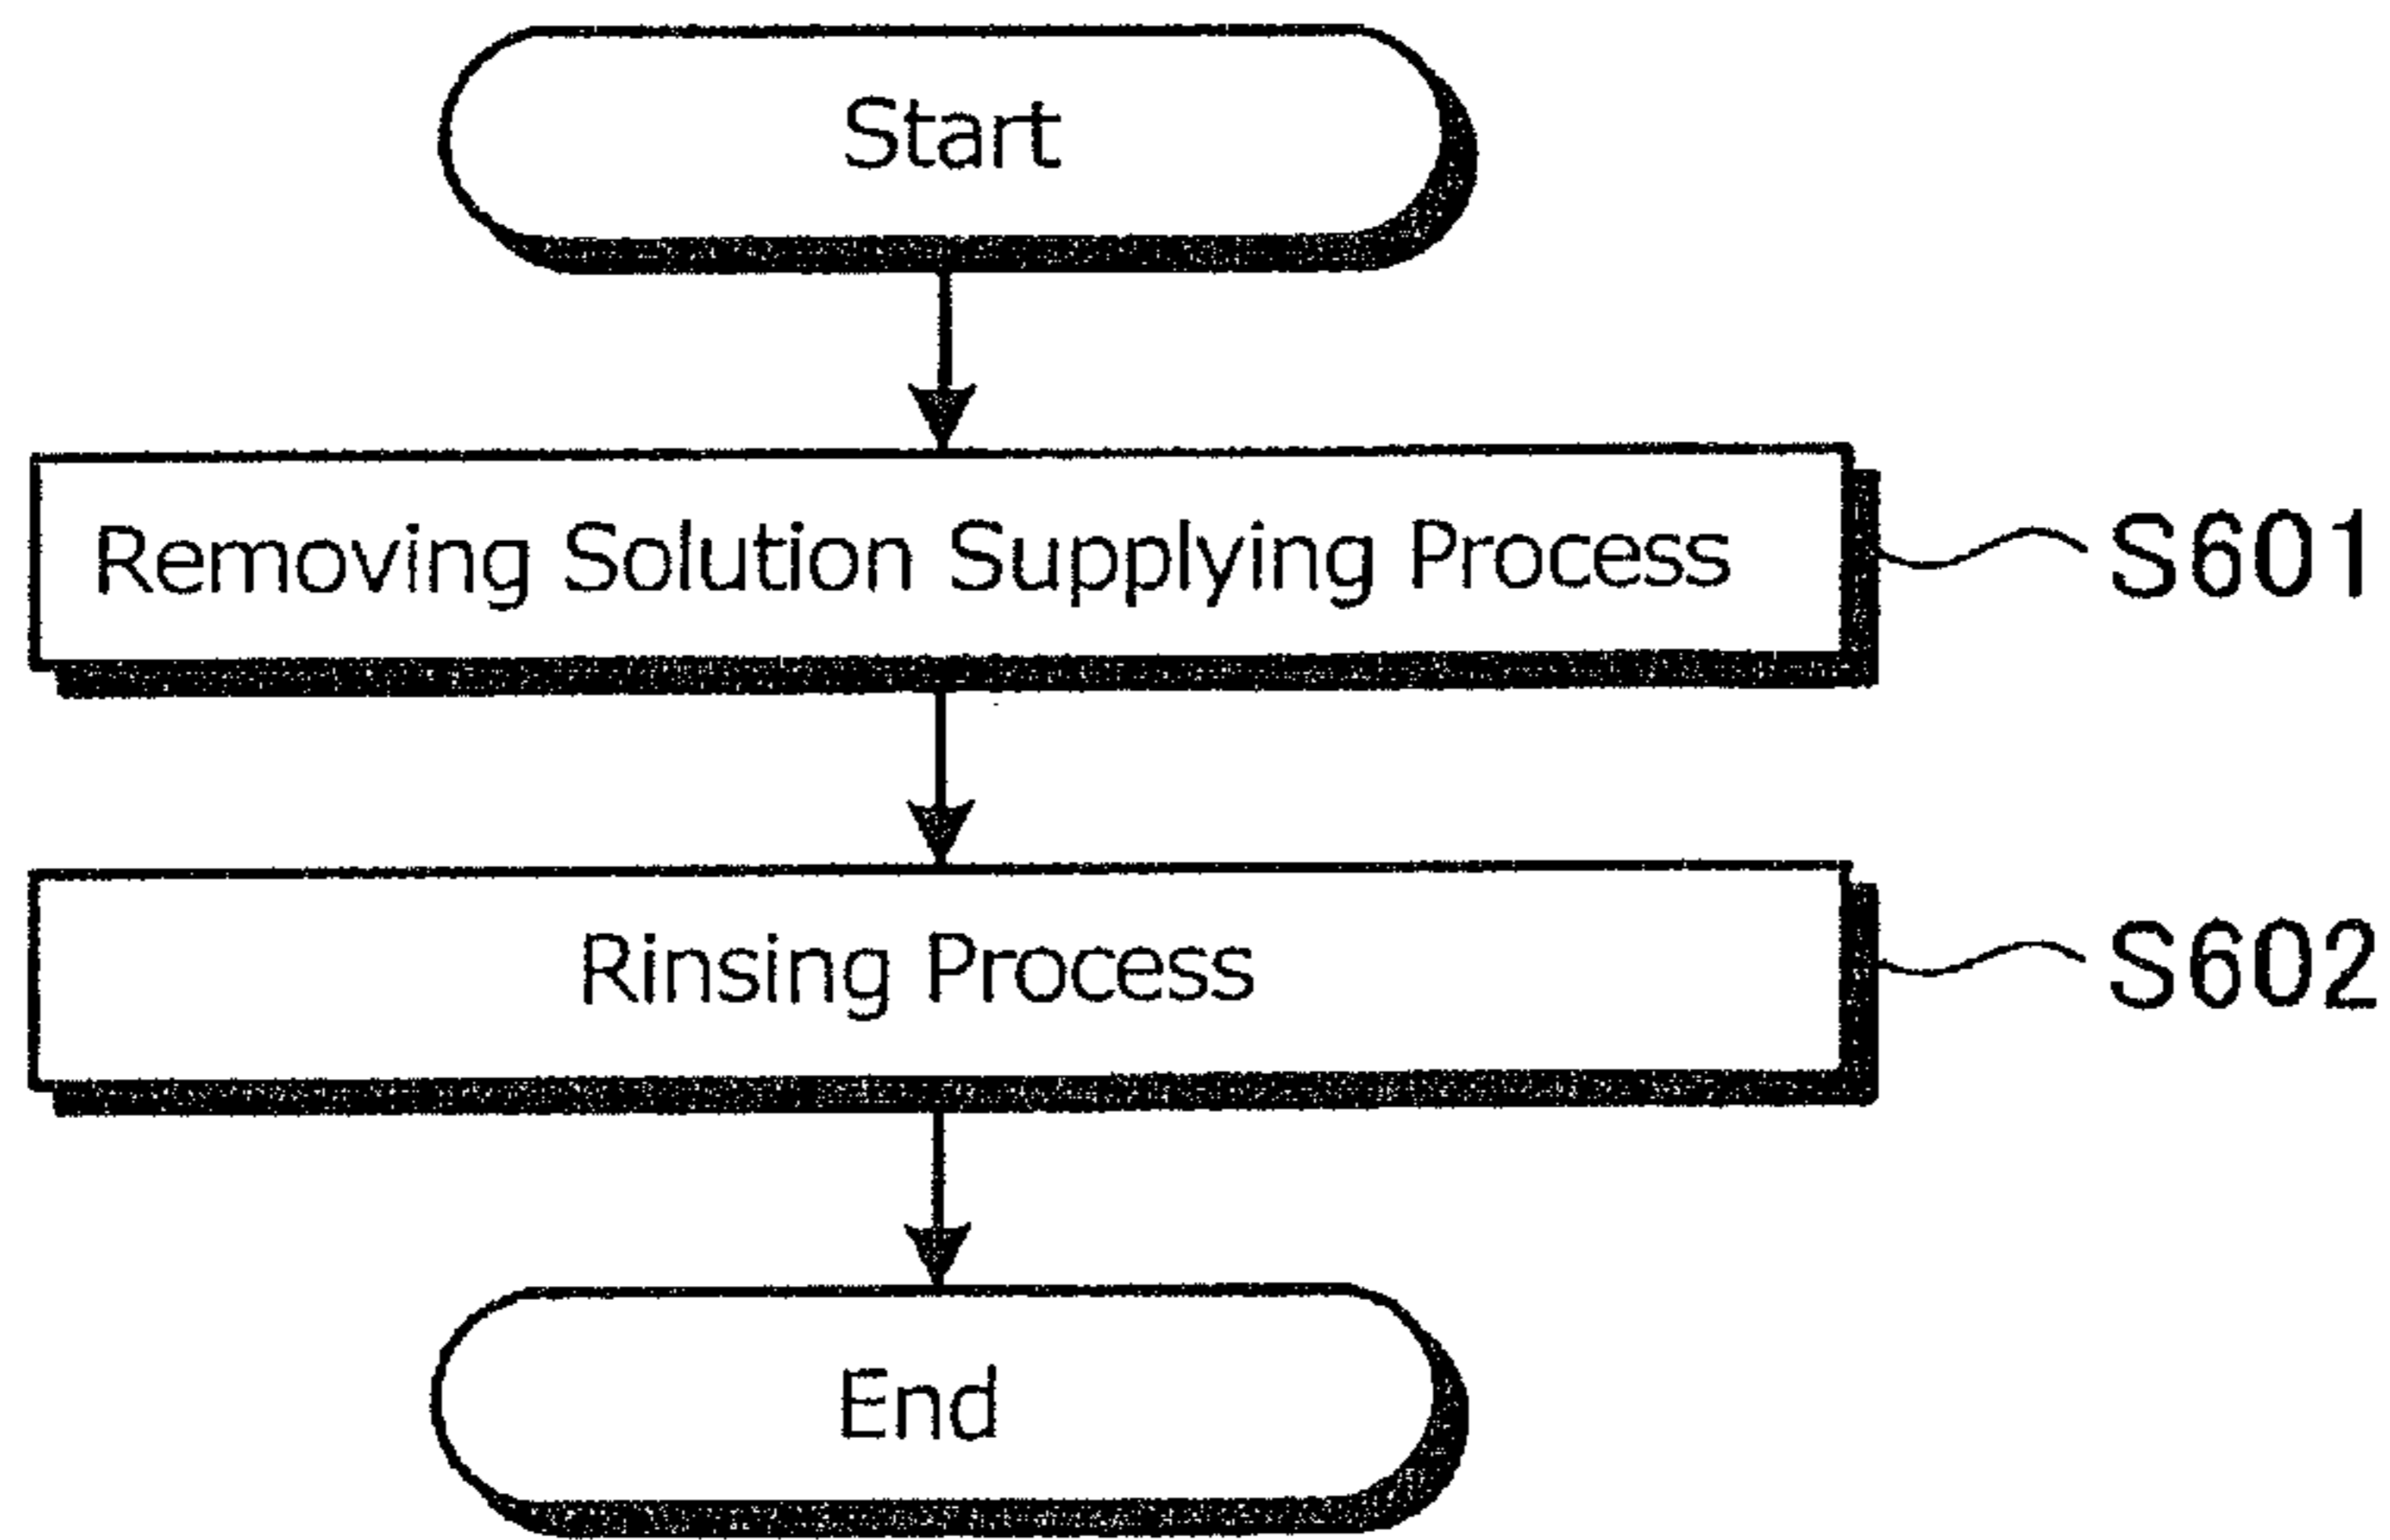 Start
Removing Solution Supplying Process
S601
Rinsing Process
S602
End